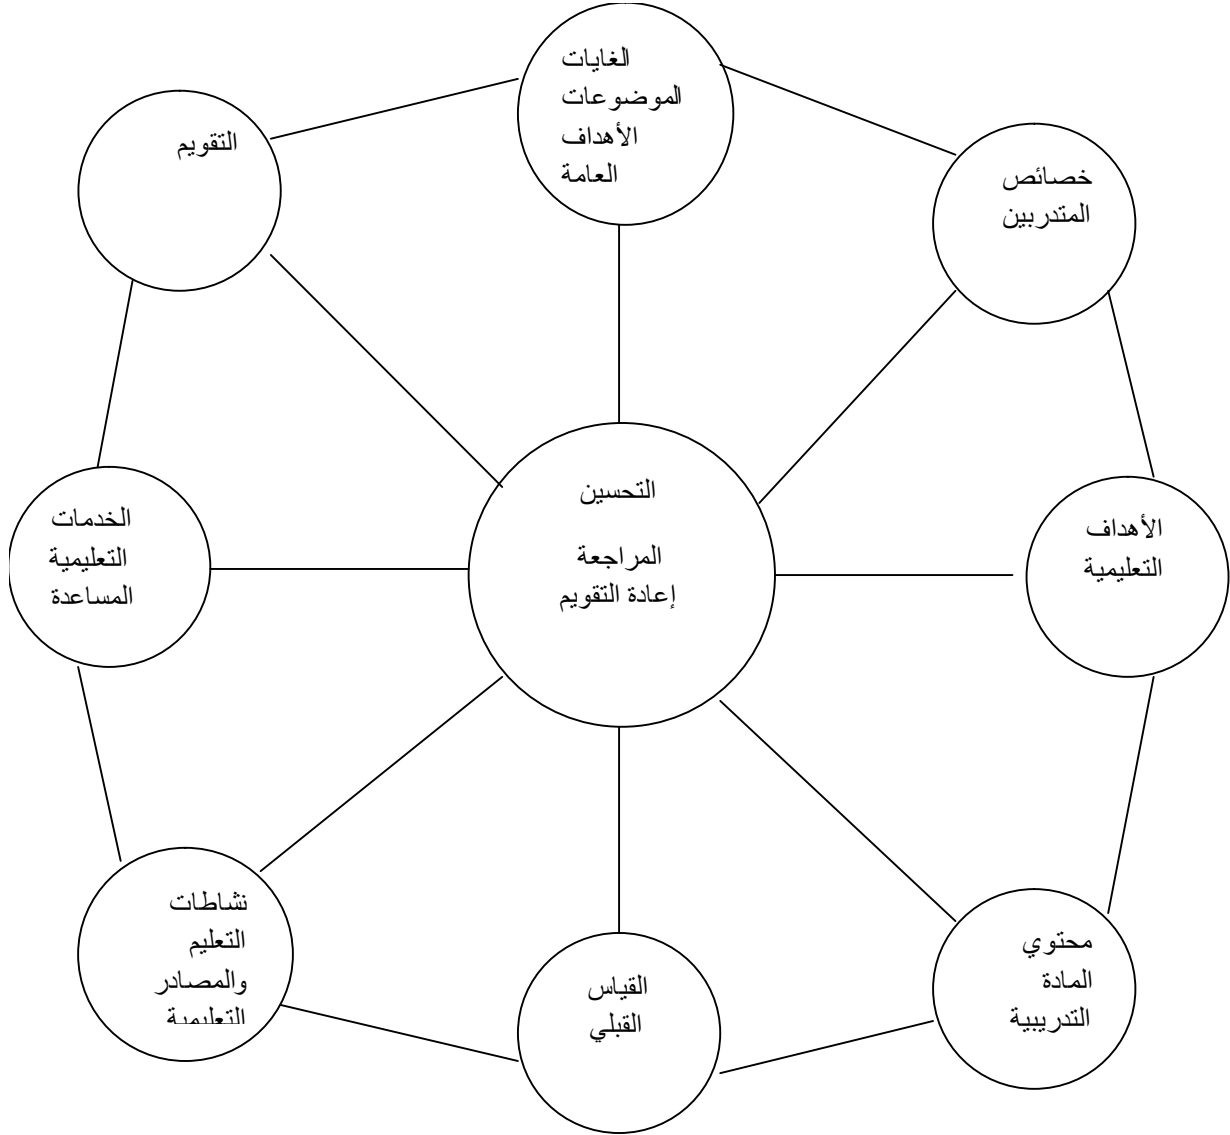 الغايات
الموضوعات
الأهداف
العامة
خصائص
المتدربين
الأهداف
التعليمية
محتوي
المادة
التدريبية
القياس
القبلي
نشاطات
التعليم
والمصادر
التعليمية
الخدمات
التعليمية
المساعدة
التقويم
التحسين
المراجعة
إعادة التقويم